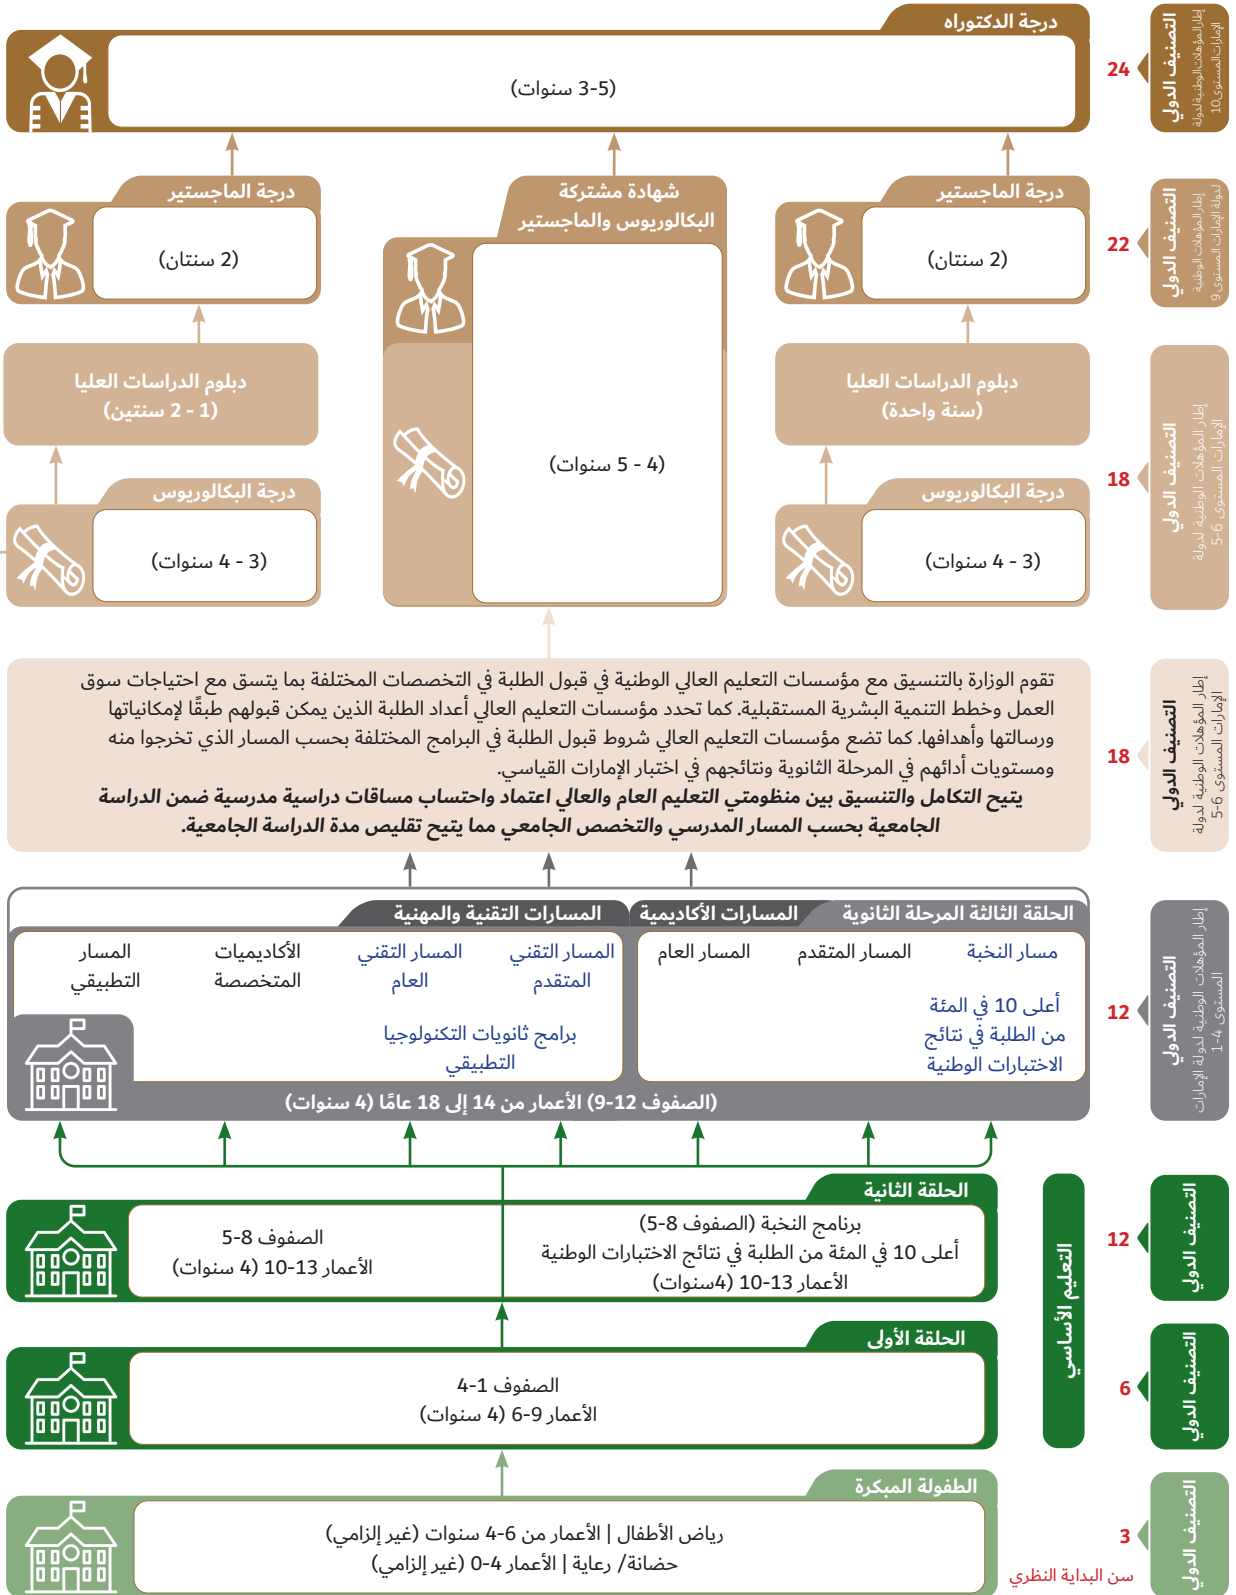 درجة الدكتوراه
(3-5 سنوات)
24
التصنيف الدولي
إطار المؤهلات الوطنية لدولة
الإمارات المستوى 10
درجة الماجستير
(2 سنتان)
شهادة مشتركة
البكالوريوس والماجستير
(4 - 5 سنوات)
درجة الماجستير
(2 سنتان)
22
التصنيف الدولي
إطار المؤهلات الوطنية
لدولة الإمارات المستوى 9
دبلوم الدراسات العليا
(سنة واحدة)
دبلوم الدراسات العليا
(1 - 2 سنتين)
درجة البكالوريوس
(3 - 4 سنوات)
درجة البكالوريوس
(3 - 4 سنوات)
18
التصنيف الدولي
إطار المؤهلات الوطنية لدولة
الإمارات المستوى 6-5
تقوم الوزارة بالتنسيق مع مؤسسات التعليم العالي الوطنية في قبول الطلبة في التخصصات المختلفة بما يتسق مع احتياجات سوق
العمل وخطط التنمية البشرية المستقبلية. كما تحدد مؤسسات التعليم العالي أعداد الطلبة الذين يمكن قبولهم طبقًا لإمكانياتها
ورسالتها وأهدافها. كما تضع مؤسسات التعليم العالي شروط قبول الطلبة في البرامج المختلفة بحسب المسار الذي تخرجوا منه
ومستويات أدائهم في المرحلة الثانوية ونتائجهم في اختبار الإمارات القياسي.
يتيح التكامل والتنسيق بين منظومتي التعليم العام والعالي اعتماد واحتساب مساقات دراسية مدرسية ضمن الدراسة
الجامعية بحسب المسار المدرسي والتخصص الجامعي مما يتيح تقليص مدة الدراسة الجامعية.
18
التصنيف الدولي
إطار المؤهلات الوطنية لدولة
الإمارات المستوى 6-5
الحلقة الثالثة المرحلة الثانوية
المسارات الأكاديمية
المسارات التقنية والمهنية
مسار النخبة
أعلى 10 في المئة
من الطلبة في نتائج
الاختبارات الوطنية
المسار المتقدم
المسار العام
المسار التقني
المتقدم
المسار التقني
العام
برامج ثانويات التكنولوجيا
التطبيقي
الأكاديميات
المتخصصة
المسار
التطبيقي
(الصفوف 12-9) الأعمار من 14 إلى 18 عامًا (4 سنوات)
12
التصنيف الدولي
إطار المؤهلات الوطنية لدولة الإمارات
المستوى 4-1
الحلقة الثانية
برنامج النخبة (الصفوف 8-5)
أعلى 10 في المئة من الطلبة في نتائج الاختبارات الوطنية
الأعمار 13-10 (4سنوات)
الصفوف 8-5
الأعمار 13-10 (4 سنوات)
12
التصنيف الدولي
التعليم الأساسي
الحلقة الأولى
الصفوف 1-4
الأعمار 9-6 (4 سنوات)
6
التصنيف الدولي
الطفولة المبكرة
رياض الأطفال | الأعمار من 6-4 سنوات (غير إلزامي)
حضانة/ رعاية | الأعمار 4-0 (غير إلزامي)
3
سن البداية النظري
التصنيف الدولي